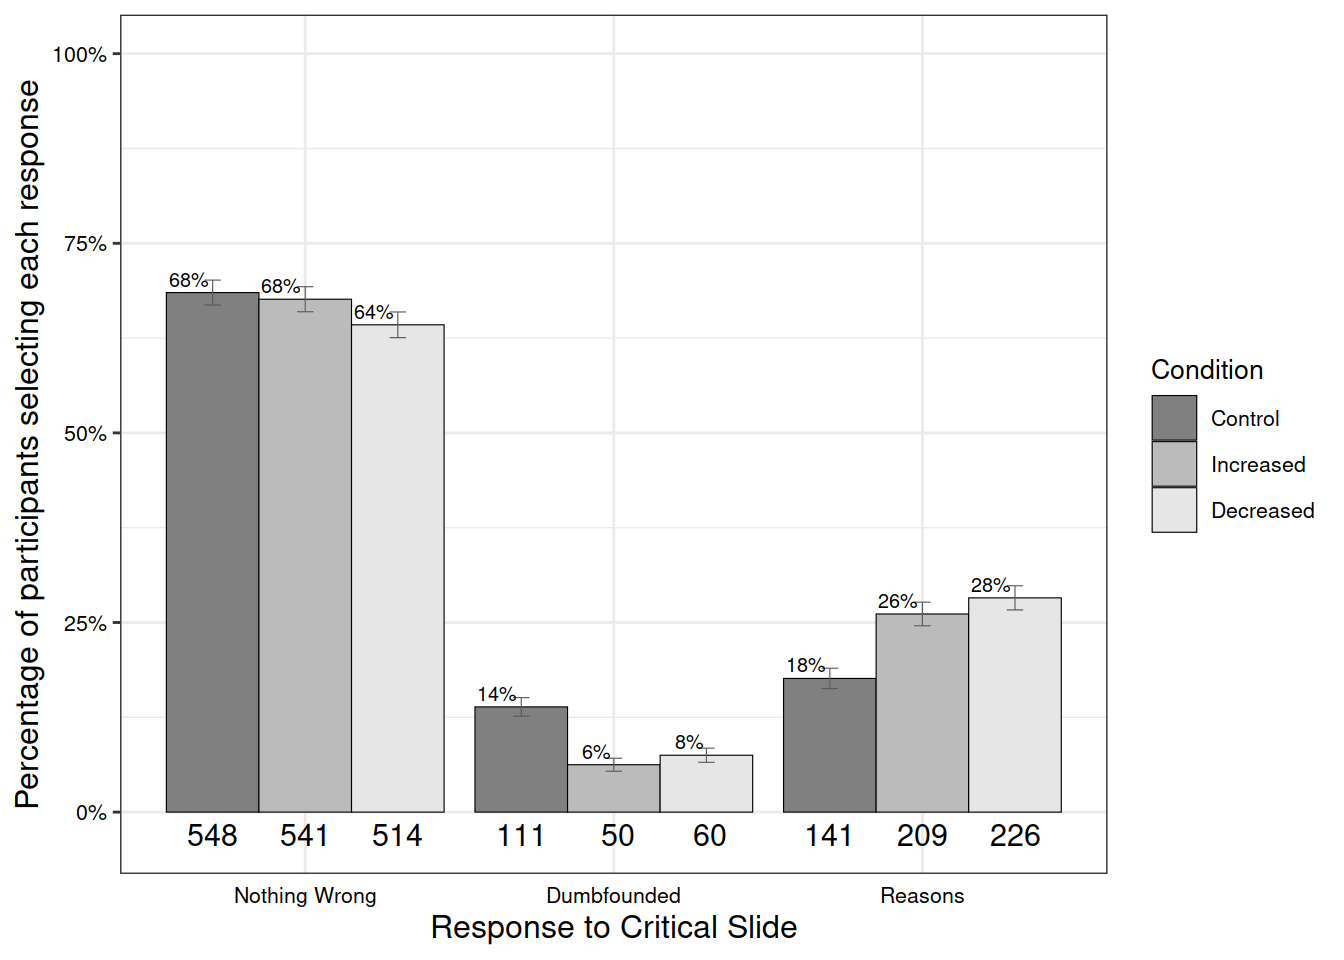 Percentage of participants selecting each response
100%
75%
50%
25%
0%
68%
68%
64%
14%
6%
8%
18%
26%
28%
548 541 514 111 50 60 141 209 226
Nothing Wrong Dumbfounded Reasons
Response to Critical Slide
Condition
Control
Increased
Decreased